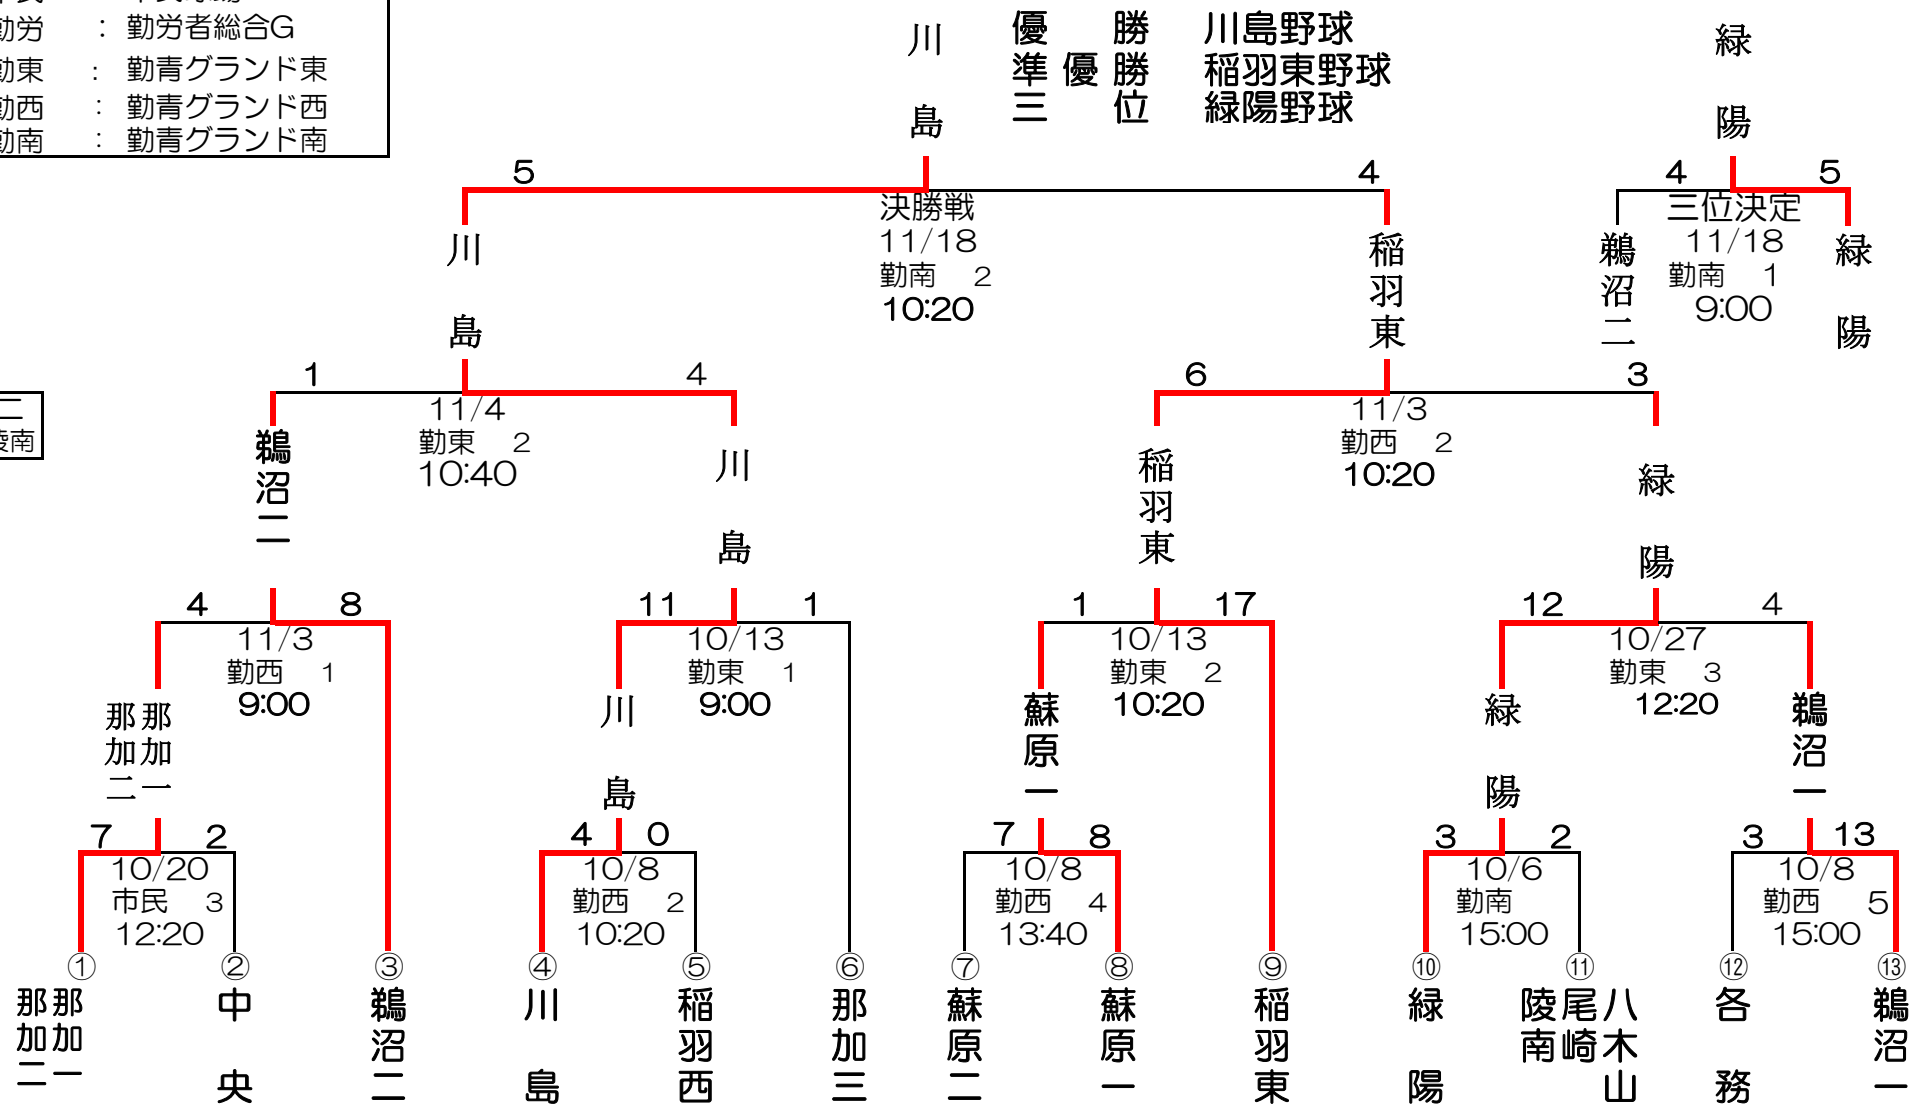 勤労 : 勤労者総合G
勤東 : 勤青グランド東
勤西 : 勤青グランド西
勤南 : 勤青グランド南
優勝 川島野球
準優勝 稲羽東野球
三位 緑陽野球
川島
緑陽
5 4
決勝戦
11/18
勤南 2
10:20
4 5
三位決定
11/18
勤南 1
9:00
川島
稲羽東
鵜沼二
緑陽
二
陵南
1 4
11/4
勤東 2
10:40
6 3
11/3
勤西 2
10:20
鵜沼二
川島
稲羽東
緑陽
4 8
11/3
勤西 1
9:00
11 1
10/13
勤東 1
9:00
1 17
10/13
勤東 2
10:20
12 4
10/27
勤東 3
12:20
那加一
那加二
川島
蘇原一
緑陽
鵜沼一
7 2
10/20
市民 3
12:20
4 0
10/8
勤西 2
10:20
7 8
10/8
勤西 4
13:40
3 2
10/6
勤南
15:00
3 13
10/8
勤西 5
15:00
① ② ③ ④ ⑤ ⑥ ⑦ ⑧ ⑨ ⑩ ⑪ ⑫ ⑬
那加一
那加二
中央
鵜沼二
川島
稲羽西
那加三
蘇原二
蘇原一
稲羽東
緑陽
八木山
尾崎
陵南
各務
鵜沼一